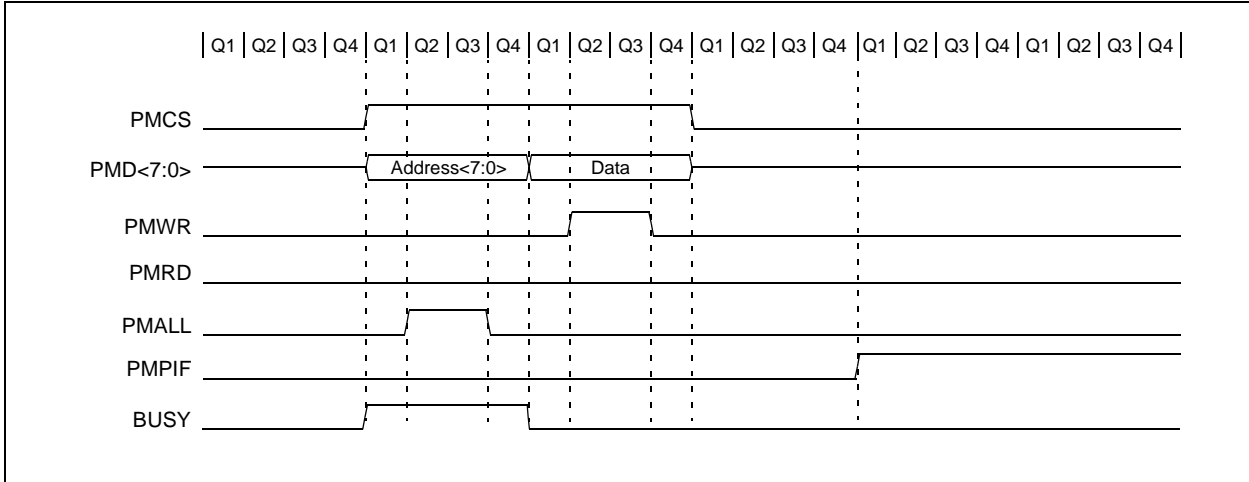 Q1 Q2 Q3 Q4 Q1 Q2 Q3 Q4 Q1 Q2 Q3 Q4 Q1 Q2 Q3 Q4 Q1 Q2 Q3 Q4 Q1 Q2 Q3 Q4
PMCS
PMD<7:0> Address<7:0> Data
PMWR
PMRD
PMALL
PMPIF
BUSY